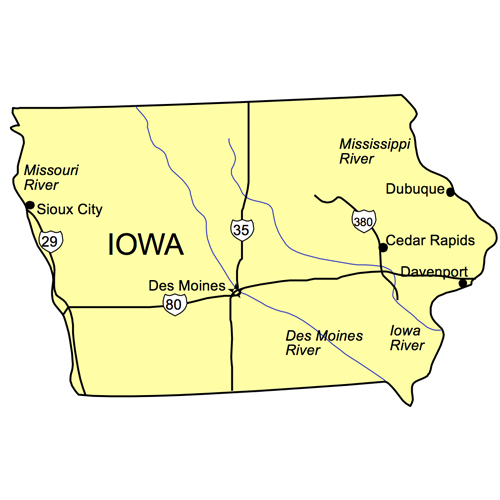 Mississippi
River
Missouri
River
Dubuque
Sioux City
380
35
29
IOWA
Cedar Rapids
Davenport
Des Moines
80
Des Moines
River
Iowa
River